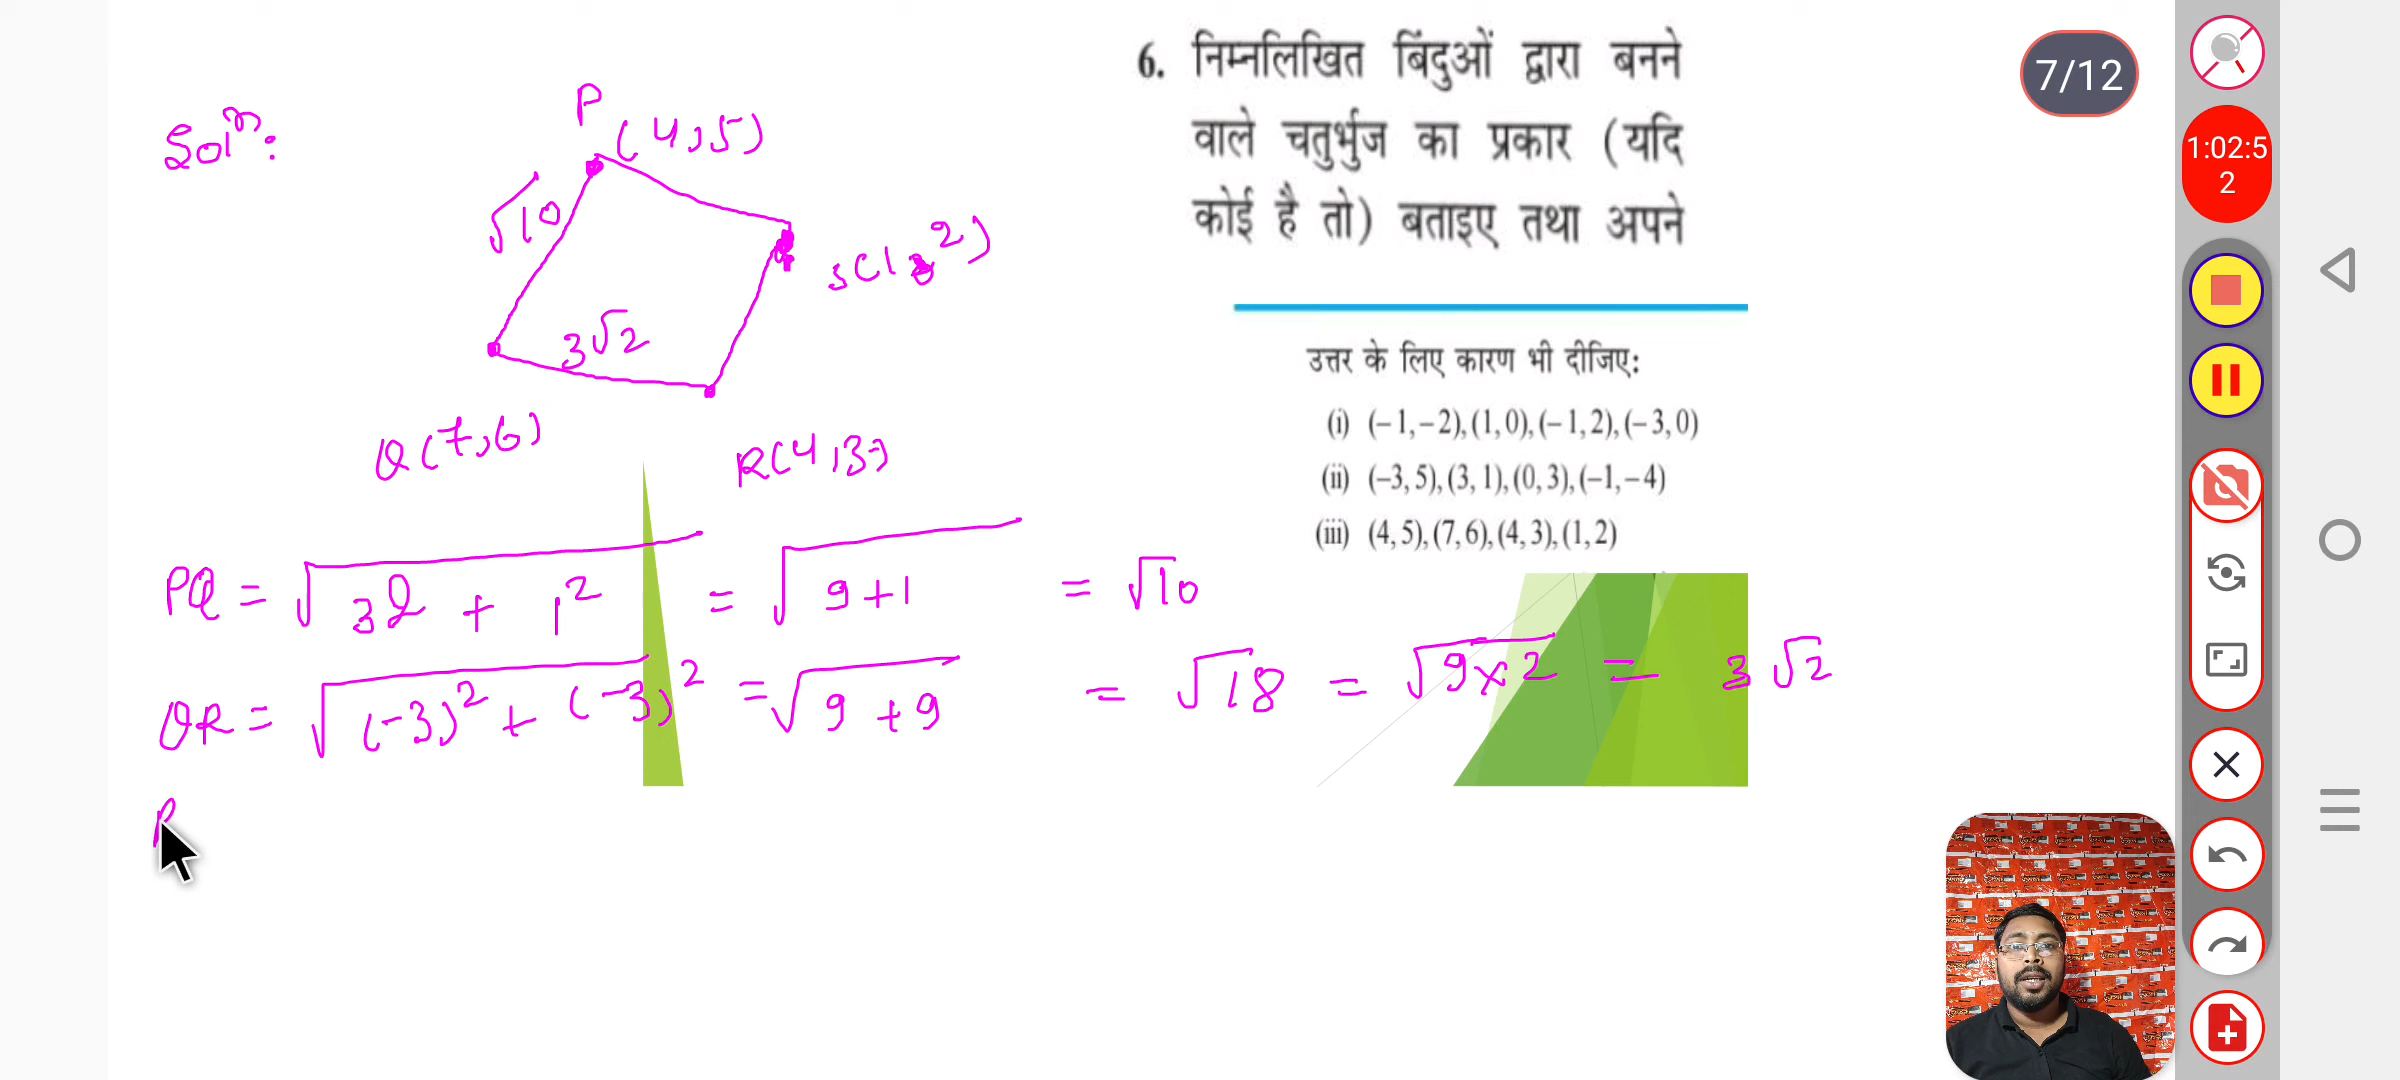 Solⁿ:
P
(4,5)
√10
S(1,2)
3√2
Q(7,6)
R(4,3)
PQ = √3² + 1² = √9+1 = √10
QR = √(-3)² + (-3)² = √9+9 = √18 = √9×2 = 3√2
6. निम्नलिखित बिंदुओं द्वारा बनने
वाले चतुर्भुज का प्रकार (यदि
कोई है तो) बताइए तथा अपने
उत्तर के लिए कारण भी दीजिए:
(i) (–1,–2),(1,0),(–1,2),(–3,0)
(ii) (–3,5),(3,1),(0,3),(–1,–4)
(iii) (4,5),(7,6),(4,3),(1,2)
7/12
1:02:5
2